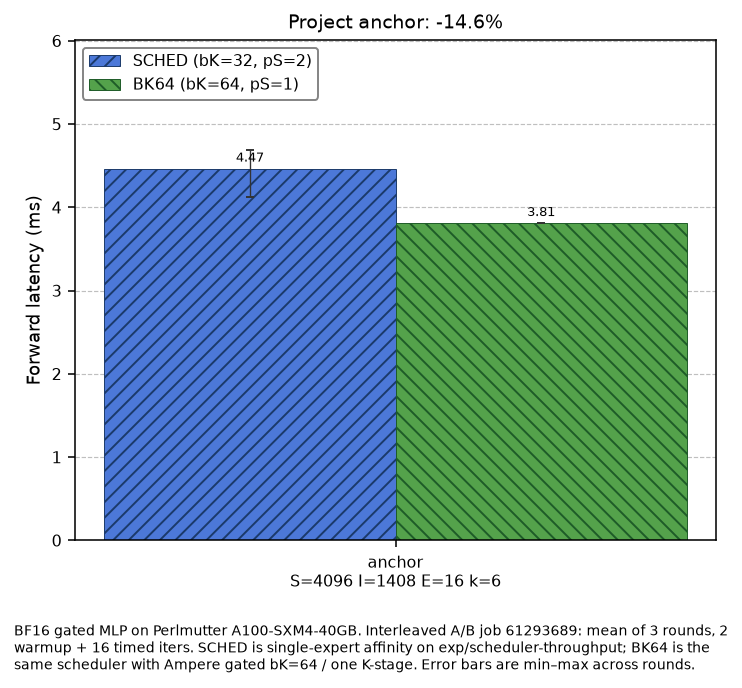 Project anchor: -14.6%
SCHED (bK=32, pS=2)
BK64 (bK=64, pS=1)
Forward latency (ms)
6
5
4
3
2
1
0
4.47
3.81
anchor
S=4096 I=1408 E=16 k=6
BF16 gated MLP on Perlmutter A100-SXM4-40GB. Interleaved A/B job 61293689: mean of 3 rounds, 2
warmup + 16 timed iters. SCHED is single-expert affinity on exp/scheduler-throughput; BK64 is the
same scheduler with Ampere gated bK=64 / one K-stage. Error bars are min–max across rounds.